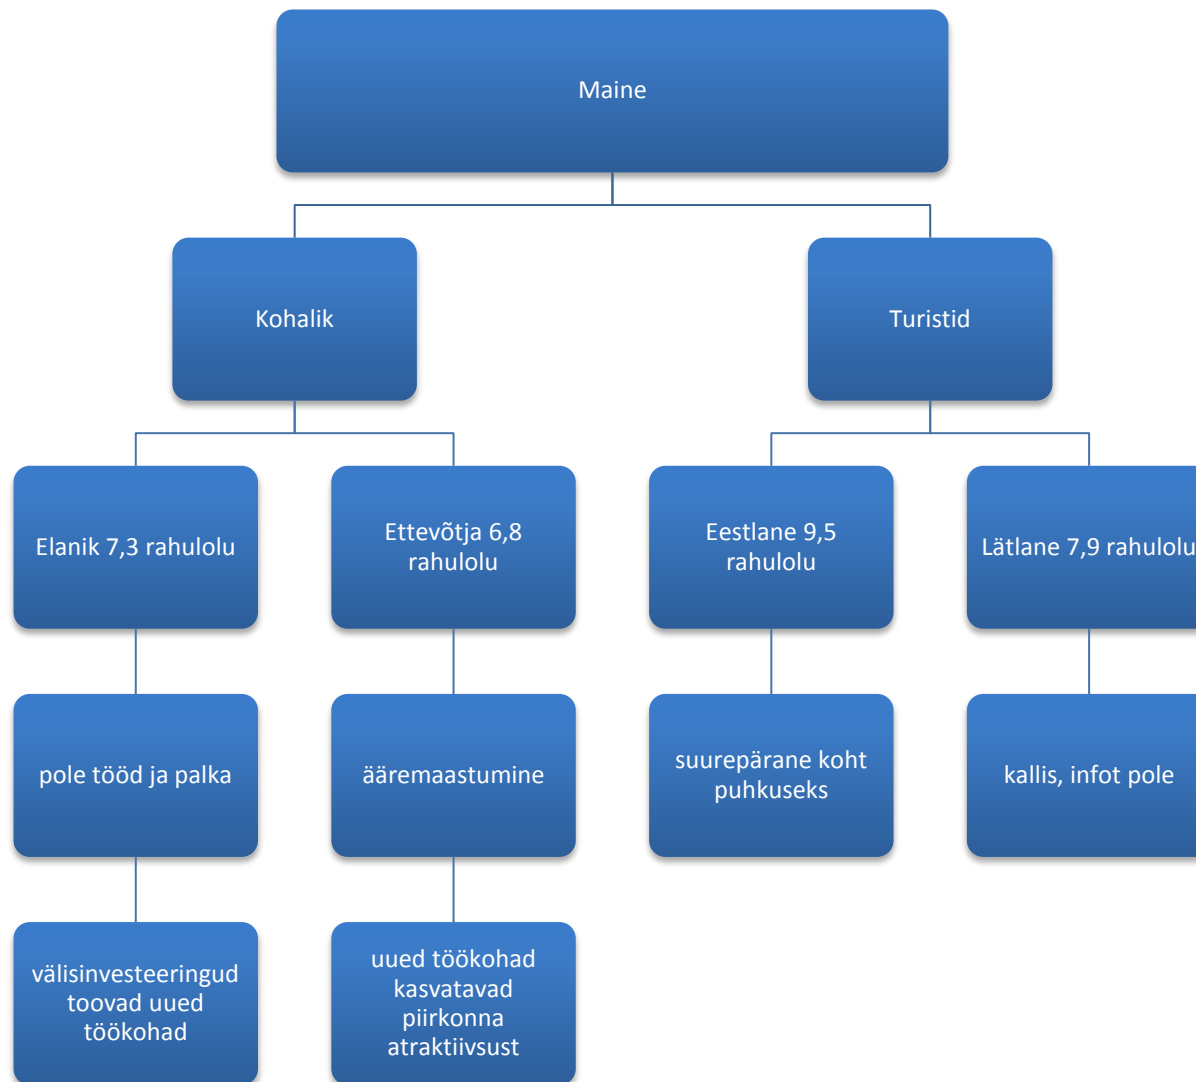 Maine
Kohalik
Turistid
Elanik 7,3 rahulolu
Ettevõtja 6,8
rahulolu
Eestlane 9,5
rahulolu
Lätlane 7,9 rahulolu
pole tööd ja palka
ääremaastumine
suurepärane koht
puhkuseks
kallis, infot pole
välisinvesteeringud
toovad uued
töökohad
uued töökohad
kasvatavad
piirkonna
atraktiivsust